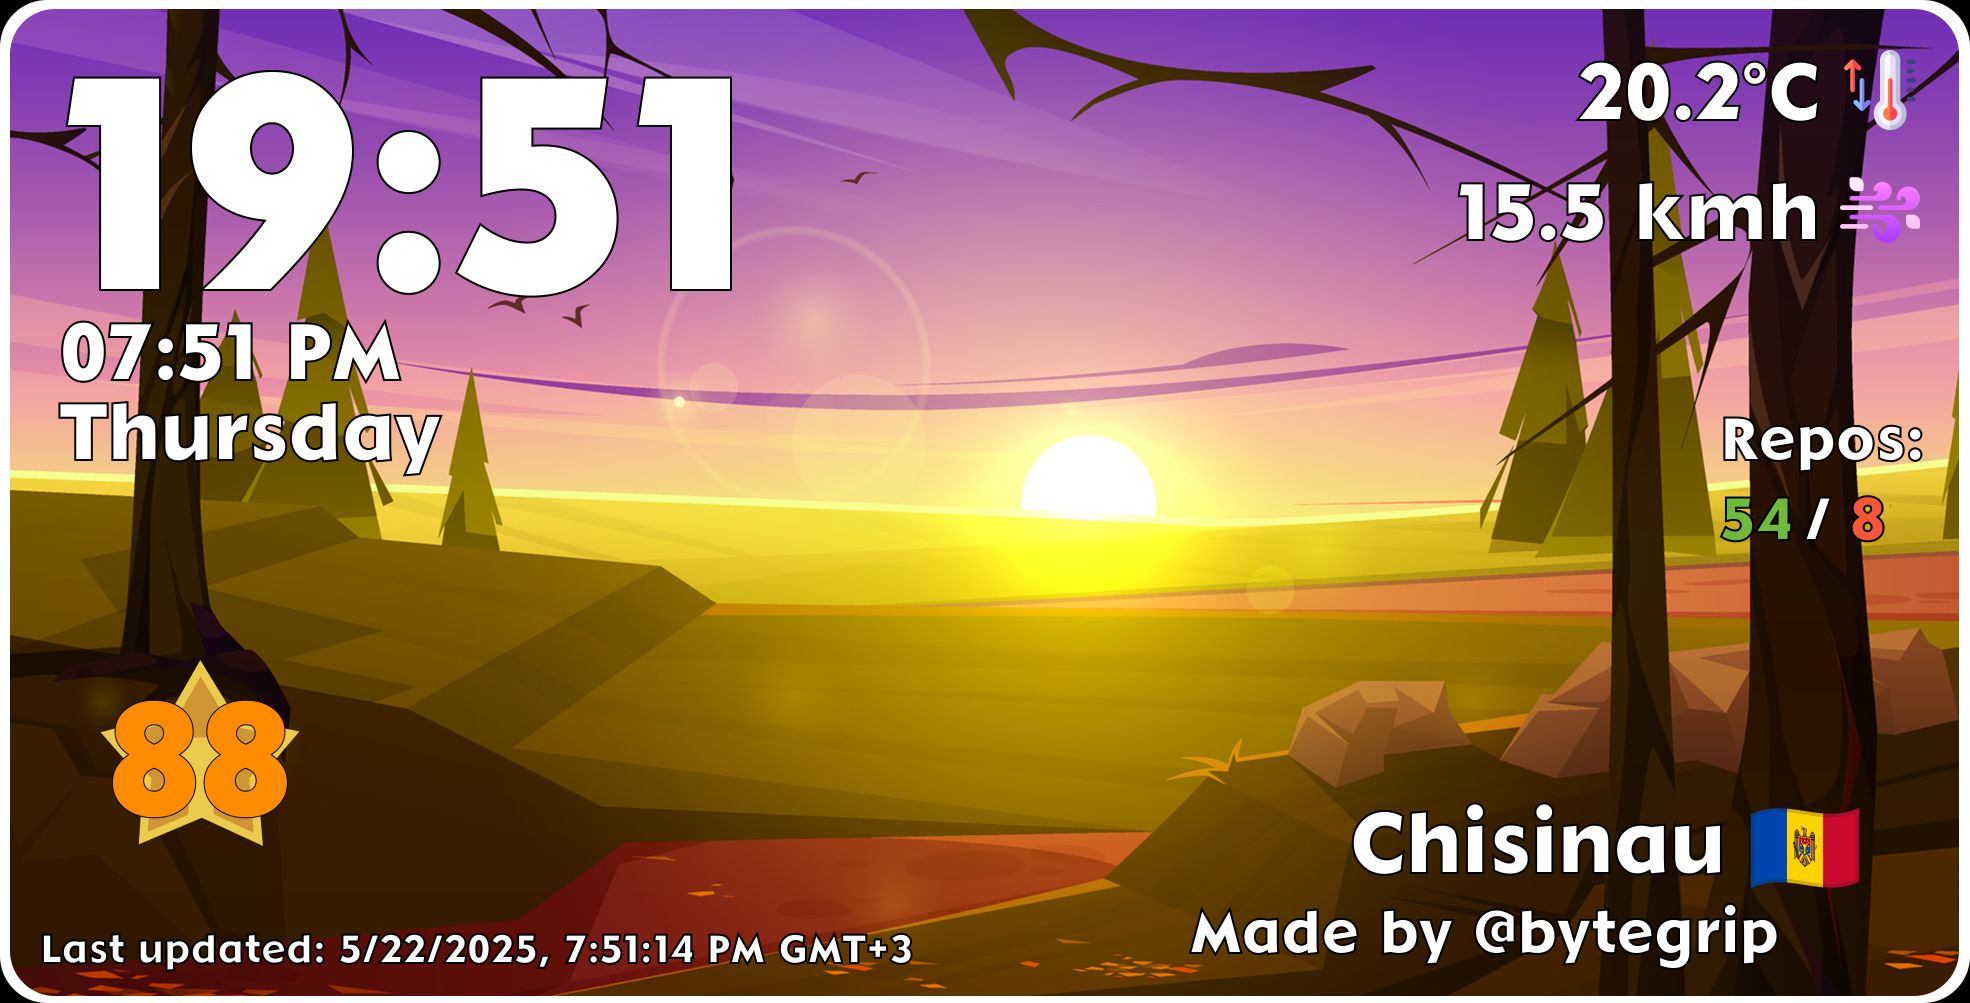 19:51
07:51 PM
Thursday
20.2°C
15.5 kmh
Repos:
54 / 8
88
Chisinau
Made by @bytegrip
Last updated: 5/22/2025, 7:51:14 PM GMT+3